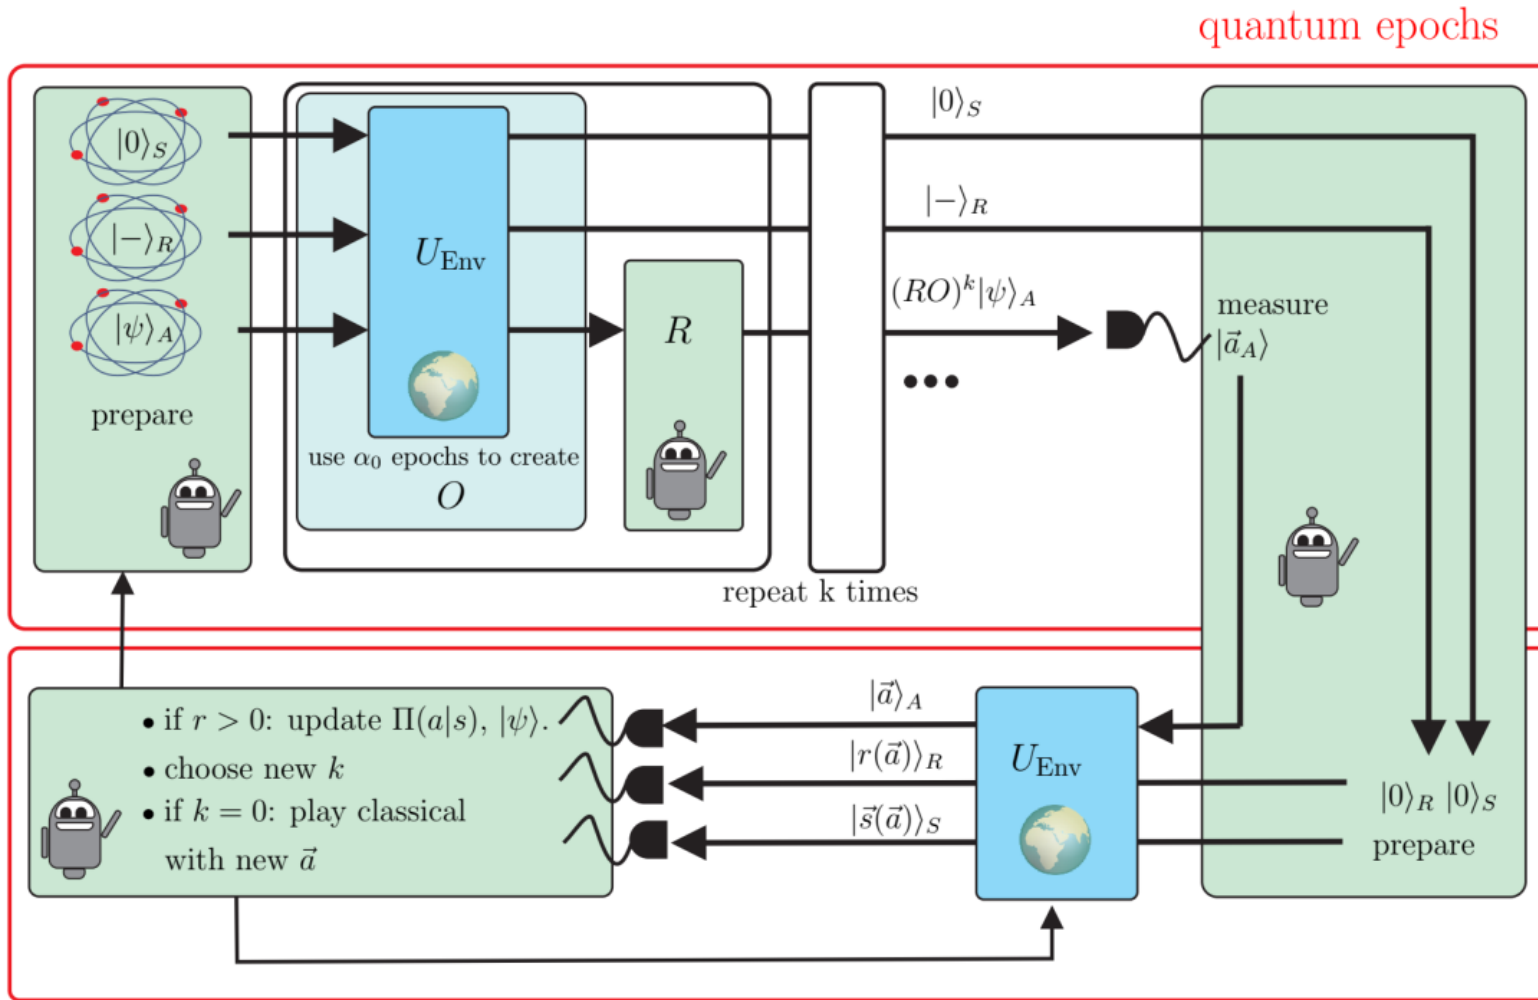 quantum epochs
|0⟩_S
|−⟩_R
|ψ⟩_A
prepare
U_Env
use α₀ epochs to create
O
R
repeat k times
|0⟩_S
|−⟩_R
(RO)^k|ψ⟩_A
•••
measure
|a⃗_A⟩
|0⟩_R |0⟩_S
prepare
U_Env
|a⃗⟩_A
|r(a⃗)⟩_R
|s⃗(a⃗)⟩_S
• if r > 0: update Π(a|s), |ψ⟩.
• choose new k
• if k = 0: play classical
with new a⃗